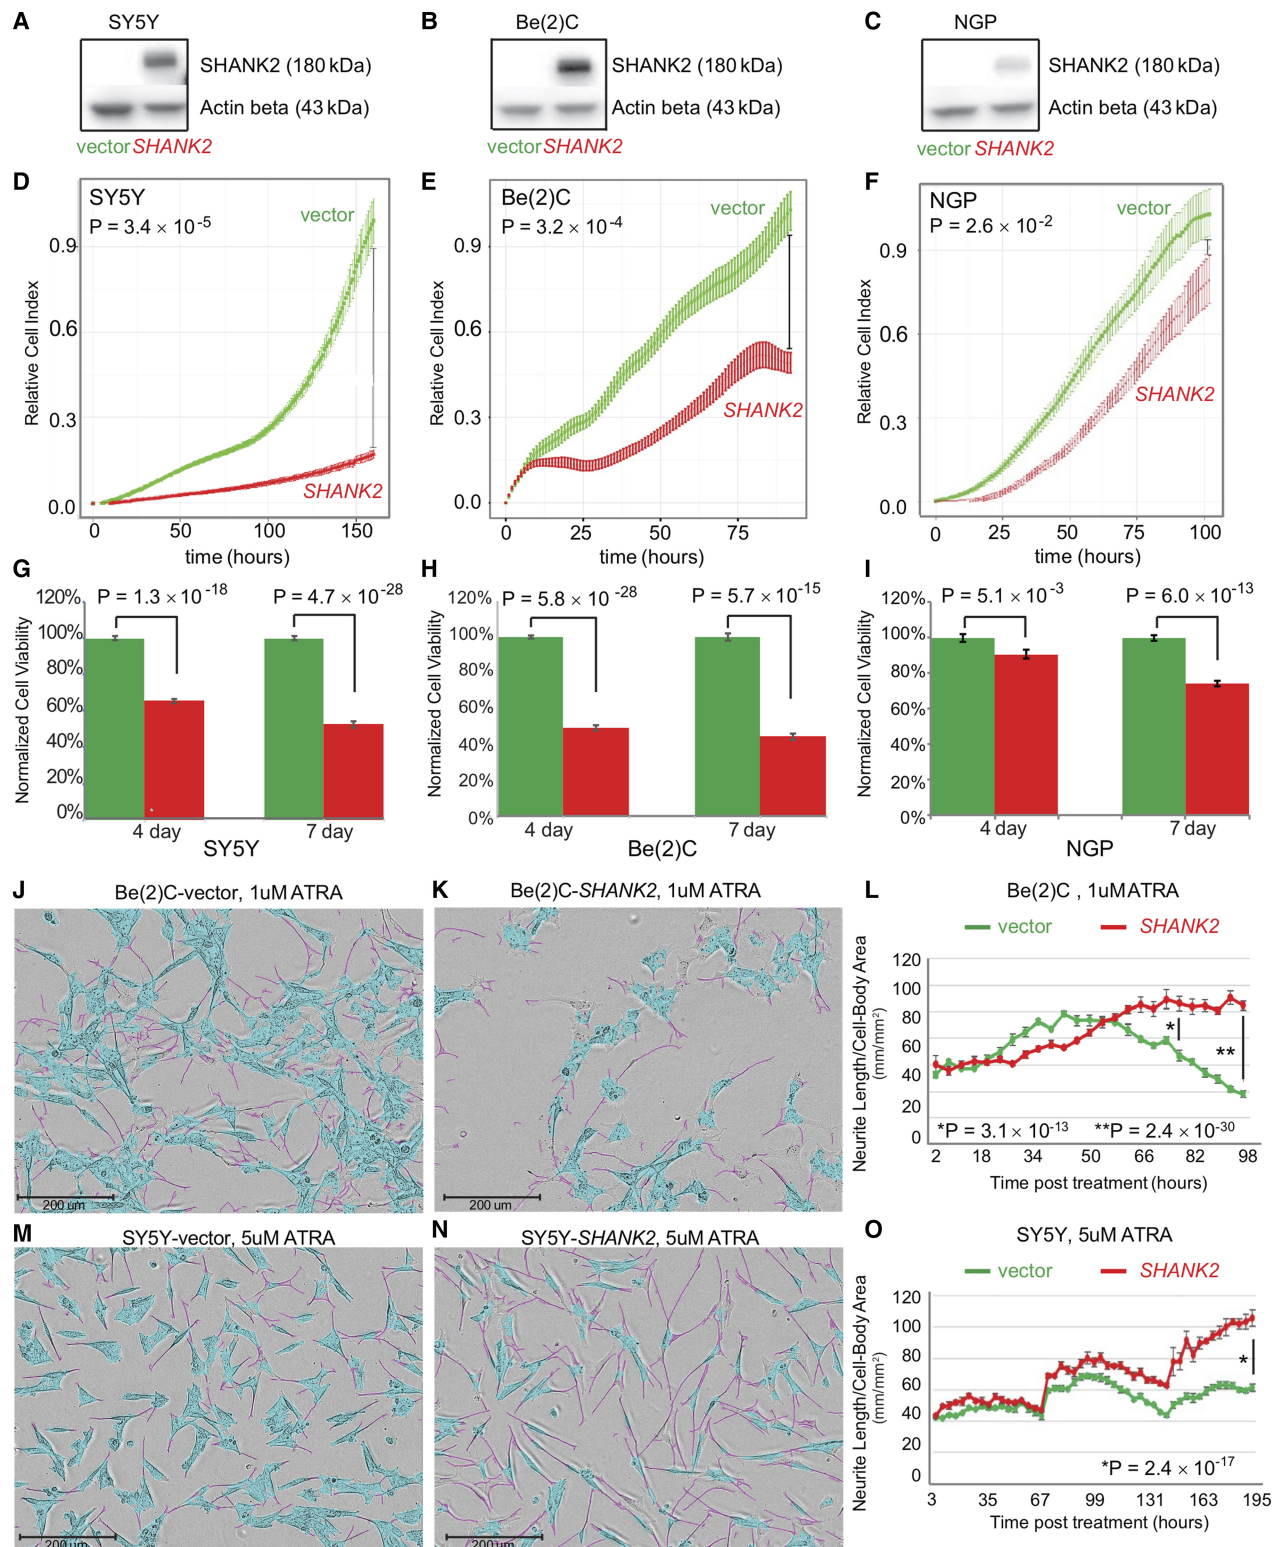 A SY5Y
SHANK2 (180 kDa)
Actin beta (43 kDa)
vector SHANK2
B Be(2)C
SHANK2 (180 kDa)
Actin beta (43 kDa)
vector SHANK2
C NGP
SHANK2 (180 kDa)
Actin beta (43 kDa)
vector SHANK2
D SY5Y
P = 3.4 × 10 -5
vector
SHANK2
Relative Cell Index
0.9
0.6
0.3
0.0
0 50 100 150
time (hours)
E Be(2)C
P = 3.2 × 10 -4
vector
SHANK2
Relative Cell Index
0.9
0.6
0.3
0.0
0 25 50 75
time (hours)
F NGP
P = 2.6 × 10 -2
vector
SHANK2
Relative Cell Index
0.9
0.6
0.3
0.0
0 25 50 75 100
time (hours)
G
P = 1.3 × 10 -18 P = 4.7 × 10 -28
Normalized Cell Viability
120%
100%
80%
60%
40%
20%
0%
4 day 7 day
SY5Y
H
P = 5.8 × 10 -28 P = 5.7 × 10 -15
Normalized Cell Viability
120%
100%
80%
60%
40%
20%
0%
4 day 7 day
Be(2)C
I
P = 5.1 × 10 -3 P = 6.0 × 10 -13
Normalized Cell Viability
120%
100%
80%
60%
40%
20%
0%
4 day 7 day
NGP
J Be(2)C-vector, 1uM ATRA
200 um
K Be(2)C-SHANK2, 1uM ATRA
200 um
L Be(2)C , 1uMATRA
vector SHANK2
Neurite Length/Cell-Body Area
(mm/mm2)
120
100
80
60
40
20
0
*
**
*P = 3.1 × 10 -13 **P = 2.4 × 10 -30
2 18 34 50 66 82 98
Time post treatment (hours)
M SY5Y-vector, 5uM ATRA
200 um
N SY5Y-SHANK2, 5uM ATRA
200 um
O SY5Y, 5uM ATRA
vector SHANK2
Neurite Length/Cell-Body Area
(mm/mm2)
120
100
80
60
40
20
0
*
*P = 2.4 × 10 -17
3 35 67 99 131 163 195
Time post treatment (hours)